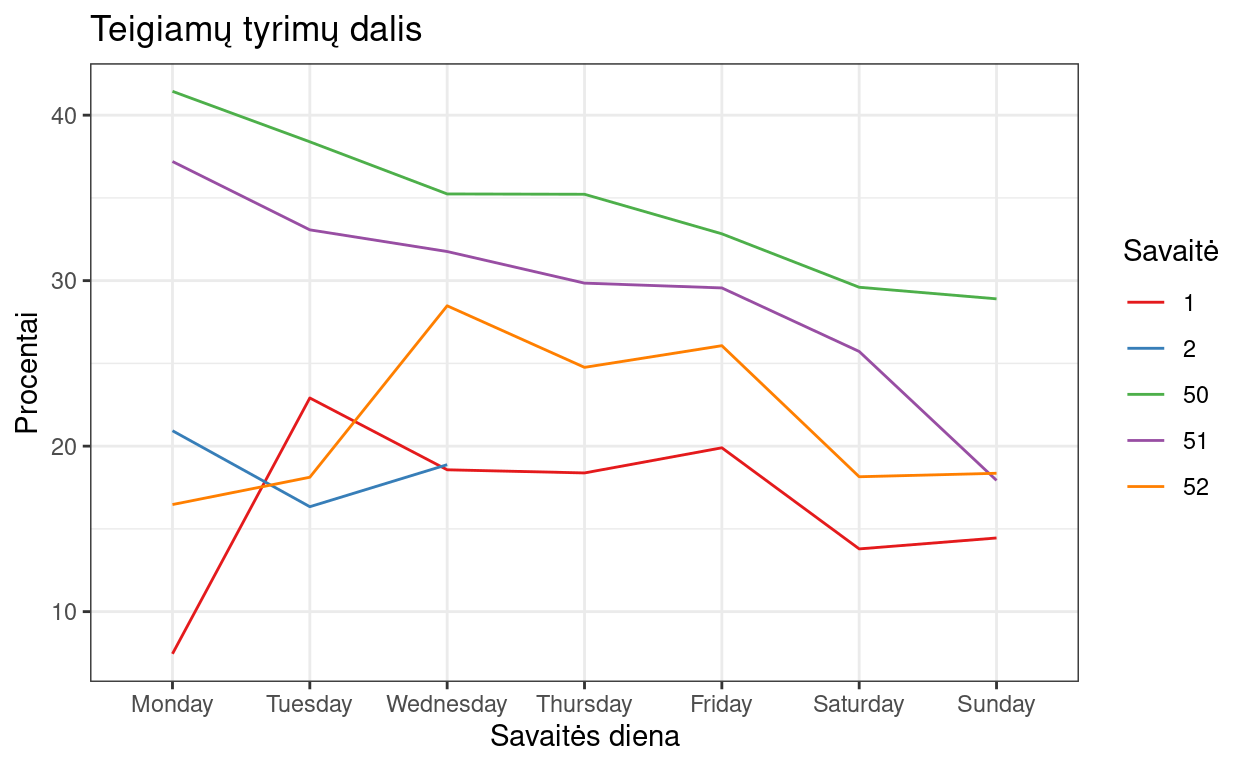 Teigiamų tyrimų dalis
Procentai
40
30
20
10
Monday Tuesday Wednesday Thursday Friday Saturday Sunday
Savaitės diena
Savaitė
1
2
50
51
52